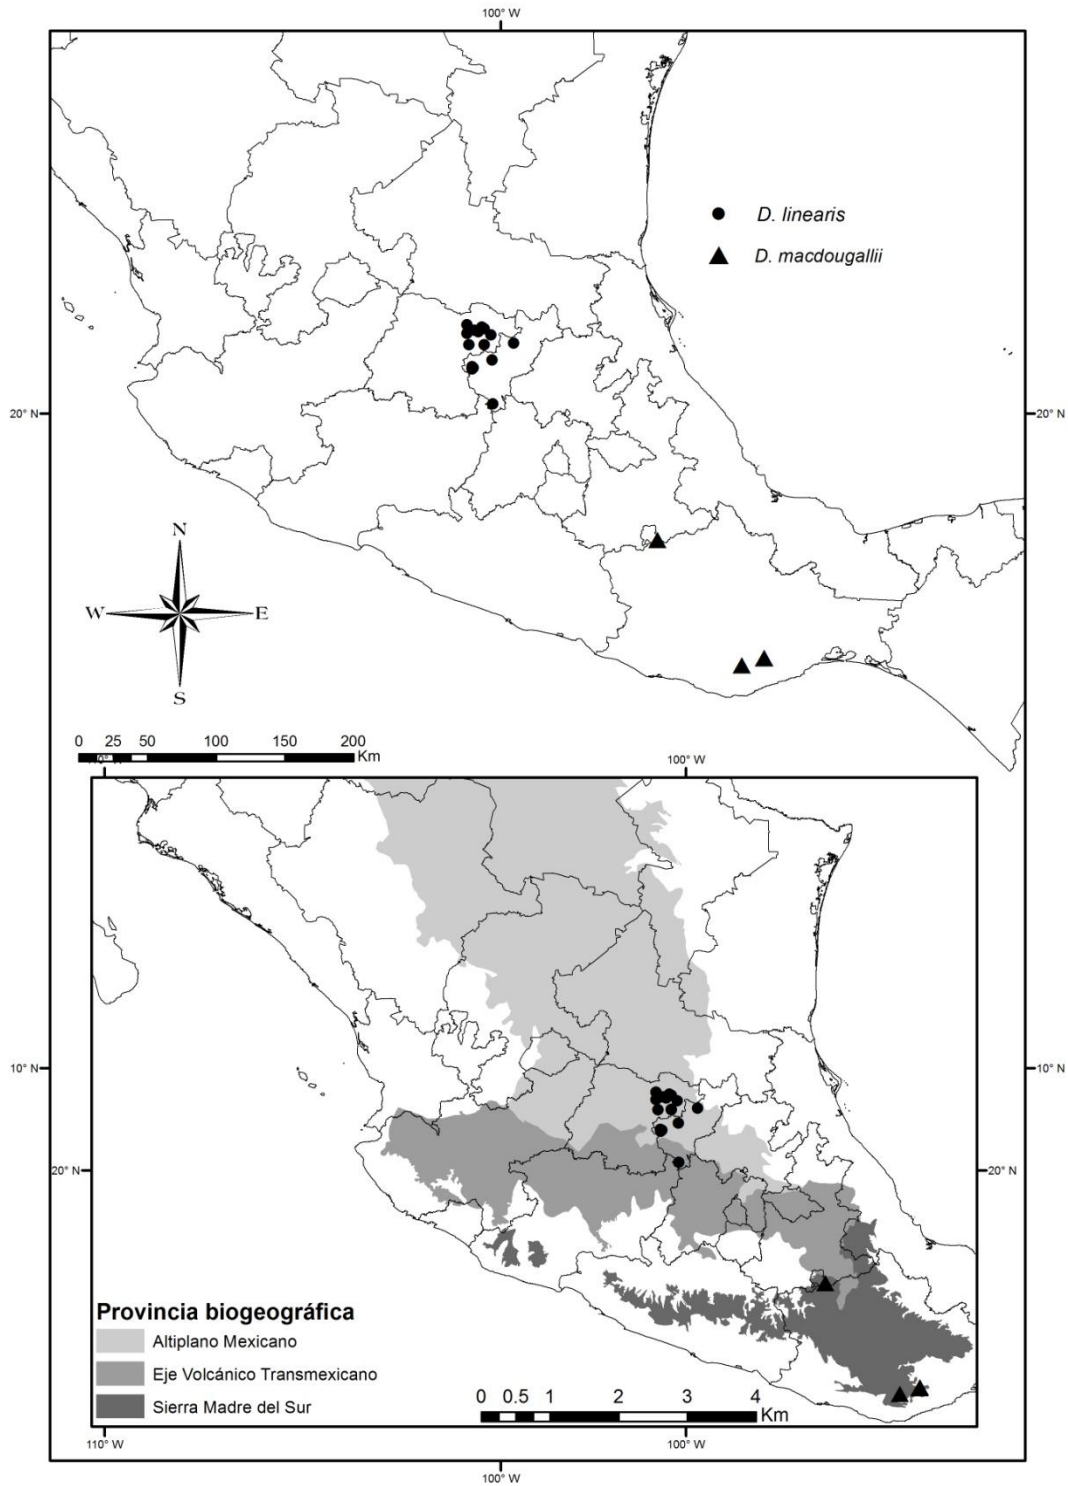 100° W
D. linearis
D. macdougallii
20° N
20° N
N
W
E
S
0 25 50 100 150 200
Km
100° W
10° N
10° N
20° N
20° N
Provincia biogeográfica
Altiplano Mexicano
Eje Volcánico Transmexicano
Sierra Madre del Sur
0 0.5 1 2 3 4
Km
110° W
100° W
100° W